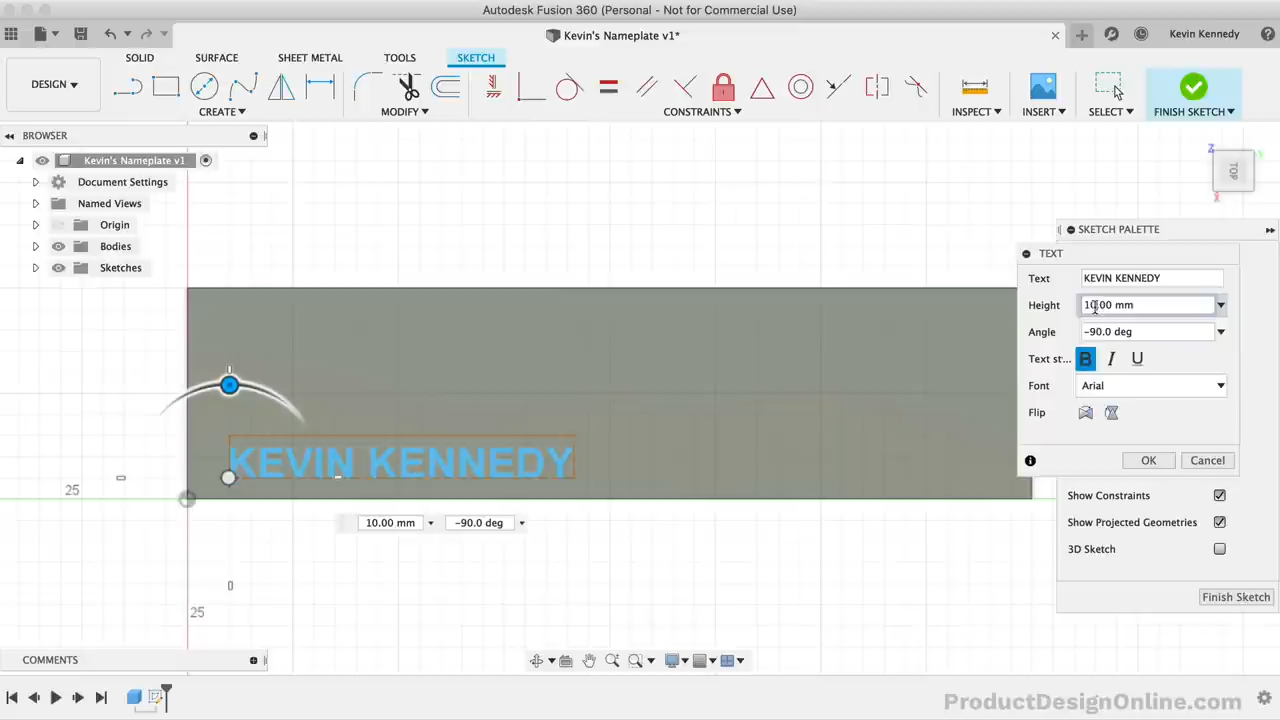 Autodesk Fusion 360 (Personal - Not for Commercial Use)
Kevin's Nameplate v1*
Kevin Kennedy
SOLID
SURFACE
SHEET METAL
TOOLS
SKETCH
DESIGN
CREATE
MODIFY
CONSTRAINTS
INSPECT
INSERT
SELECT
FINISH SKETCH
BROWSER
Kevin's Nameplate v1
Document Settings
Named Views
Origin
Bodies
Sketches
Z
TOP
X
SKETCH PALETTE
TEXT
Text KEVIN KENNEDY
Height 10.00 mm
Angle -90.0 deg
Text st... B I U
Font Arial
Flip
OK Cancel
Show Constraints
Show Projected Geometries
3D Sketch
Finish Sketch
KEVIN KENNEDY
25
10.00 mm -90.0 deg
25
COMMENTS
ProductDesignOnline.com